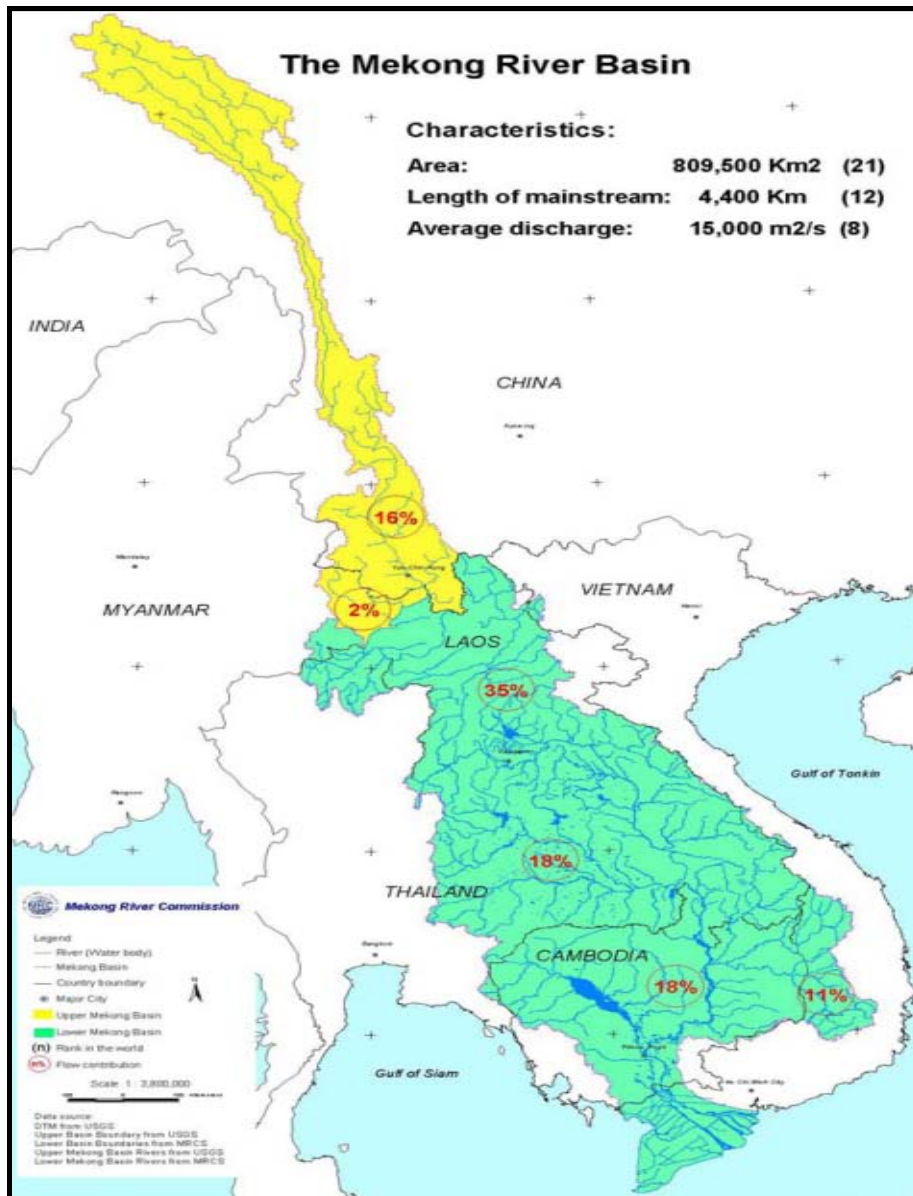 The Mekong River Basin
Characteristics:
Area: 809,500 Km2 (21)
Length of mainstream: 4,400 Km (12)
Average discharge: 15,000 m2/s (8)
INDIA
CHINA
16%
VIETNAM
MYANMAR
2%
LAOS
35%
Gulf of Tonkin
18%
THAILAND
CAMBODIA
18%
11%
Gulf of Siam
Mekong River Commission
Legend
River (Water body)
Mekong Basin
Country boundary
Major City
Upper Mekong Basin
Lower Mekong Basin
(n) Rank in the world
n% Flow contribution
N
Data source:
DTM from USGS
Upper Basin Boundary from USGS
Lower Basin Boundaries from MRCS
Upper Mekong Basin Rivers from USGS
Lower Mekong Basin Rivers from MRCS